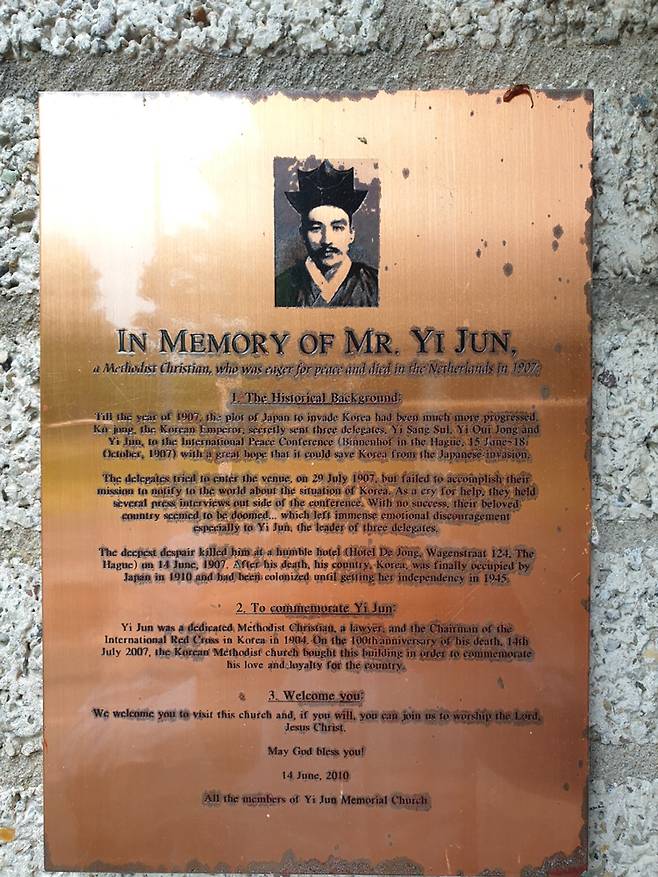 IN MEMORY OF MR. YI JUN,
a Methodist Christian, who was eager for peace and died in the Netherlands in 1907.
1. The Historical Background:
Till the year of 1907, the plot of Japan to invade Korea had been much more progressed.
Ko jong, the Korean Emperor, secretly sent three delegates, Yi Sang Sul, Yi Oui Jong and
Yi Jun, to the International Peace Conference (Binnenhof in the Hague, 15 June~18
October, 1907) with a great hope that it could save Korea from the Japanese invasion.
The delegates tried to enter the venue, on 29 July 1907, but failed to accomplish their
mission to notify to the world about the situation of Korea. As a cry for help, they held
several press interviews out side of the conference. With no success, their beloved
country seemed to be doomed... which left immense emotional discouragement
especially to Yi Jun, the leader of three delegates.
The deepest despair killed him at a humble hotel (Hotel De Jong, Wagenstraat 124, The
Hague) on 14 June, 1907. After his death, his country, Korea, was finally occupied by
Japan in 1910 and had been colonized until getting her independency in 1945.
2. To commemorate Yi Jun:
Yi Jun was a dedicated Methodist Christian, a lawyer, and the Chairman of the
International Red Cross in Korea in 1904. On the 100thanniversary of his death, 14th
July 2007, the Korean Methodist church bought this building in order to commemorate
his love and loyalty for the country.
3. Welcome you:
We welcome you to visit this church and, if you will, you can join us to worship the Lord,
Jesus Christ.
May God bless you!
14 June, 2010
All the members of Yi Jun Memorial Church